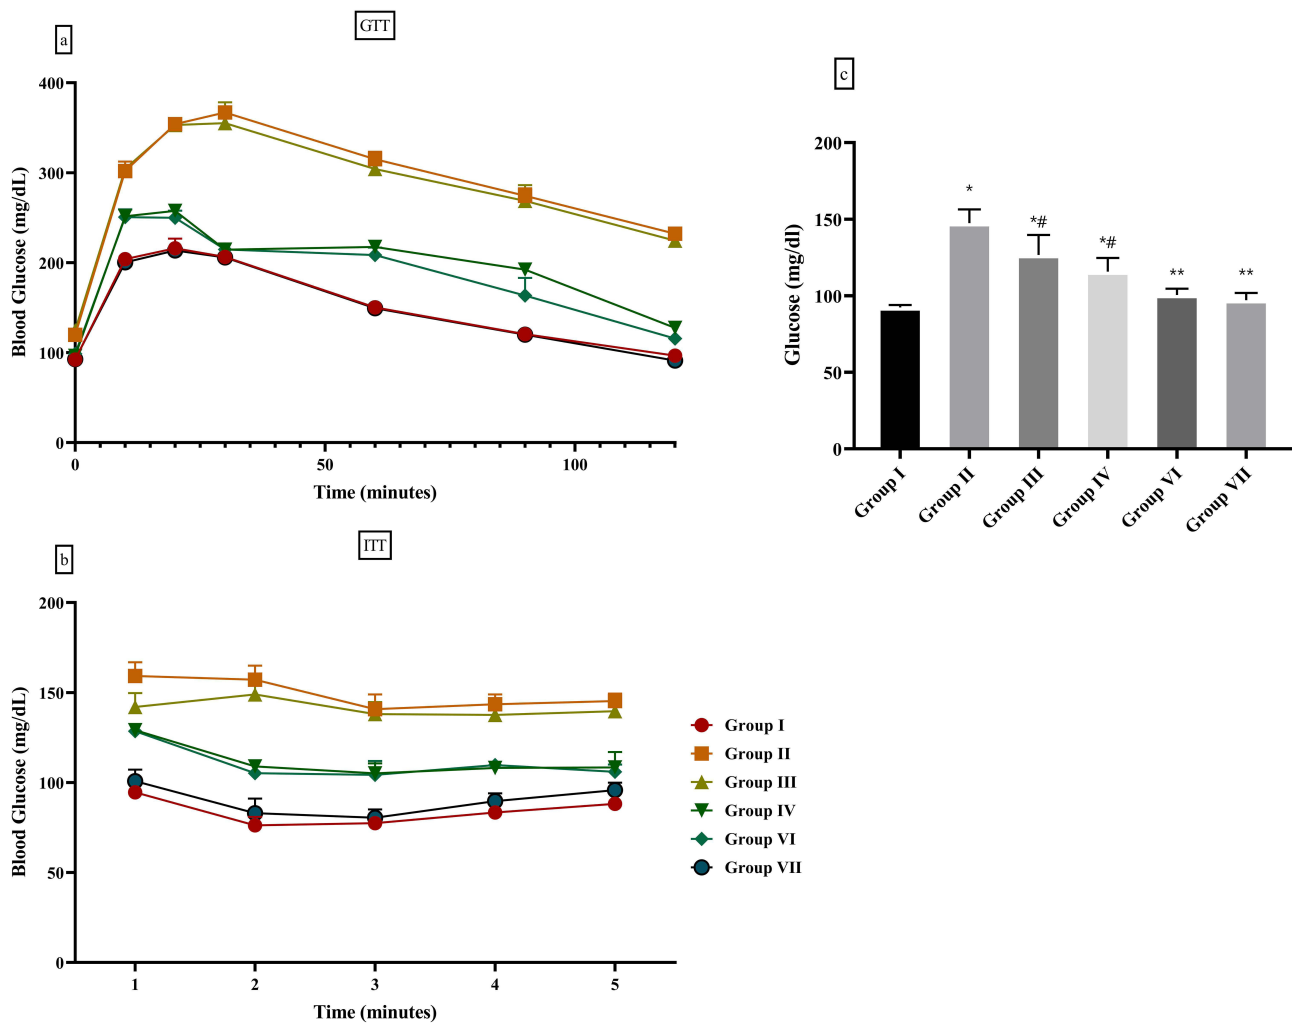 a
GTT
400
300
200
100
0
Blood Glucose (mg/dL)
0
50
100
Time (minutes)
b
ITT
200
150
100
50
0
Blood Glucose (mg/dL)
1
2
3
4
5
Time (minutes)
Group I
Group II
Group III
Group IV
Group VI
Group VII
c
200
150
100
50
0
Glucose (mg/dl)
*
*#
*#
**
**
Group I
Group II
Group III
Group IV
Group VI
Group VII